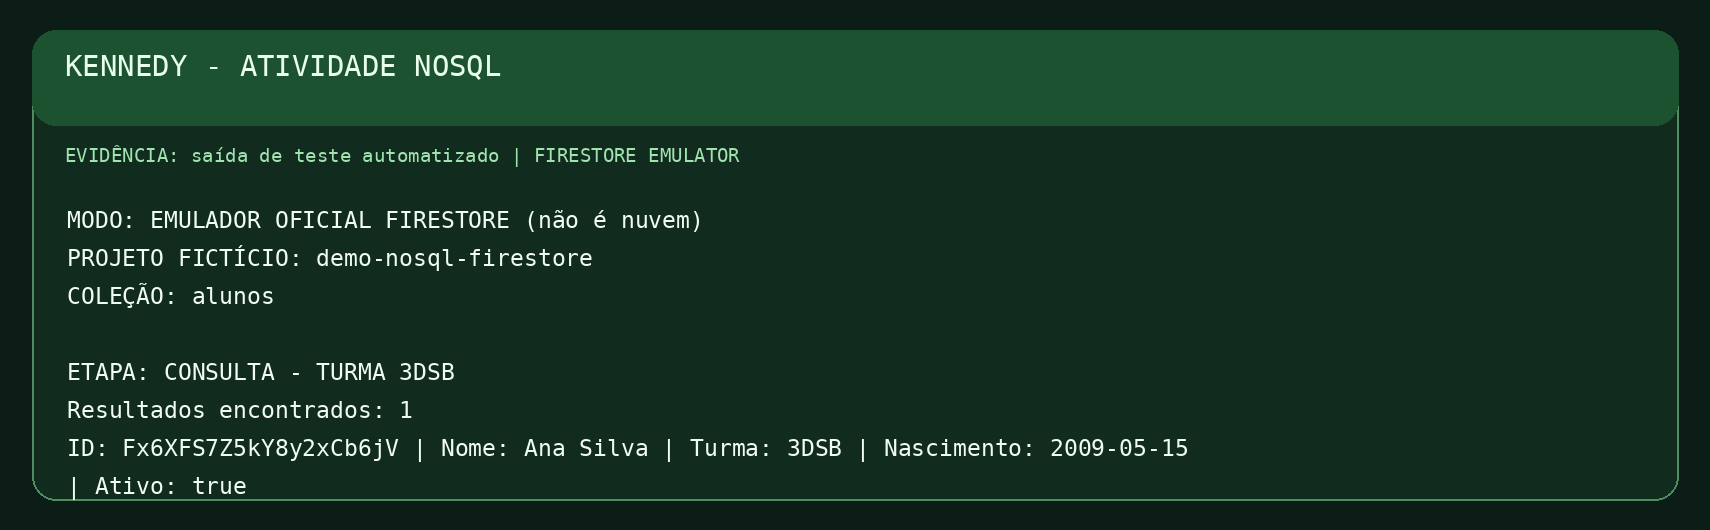 KENNEDY - ATIVIDADE NOSQL
EVIDÊNCIA: saída de teste automatizado | FIRESTORE EMULATOR
MODO: EMULADOR OFICIAL FIRESTORE (não é nuvem)
PROJETO FICTÍCIO: demo-nosql-firestore
COLEÇÃO: alunos
ETAPA: CONSULTA - TURMA 3DSB
Resultados encontrados: 1
ID: Fx6XFS7Z5kY8y2xCb6jV | Nome: Ana Silva | Turma: 3DSB | Nascimento: 2009-05-15
| Ativo: true